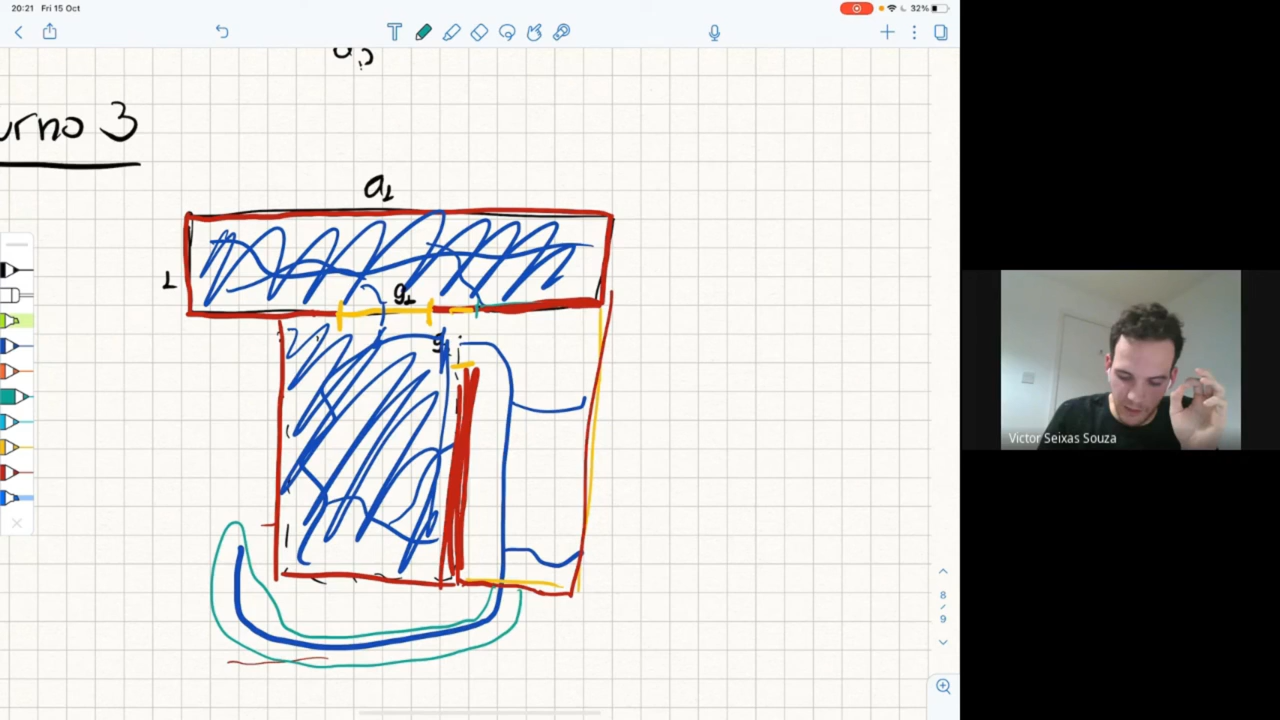 20:21 Fri 15 Oct
32%
urno 3
a₁
1
g₁
8
/
9
Victor Seixas Souza